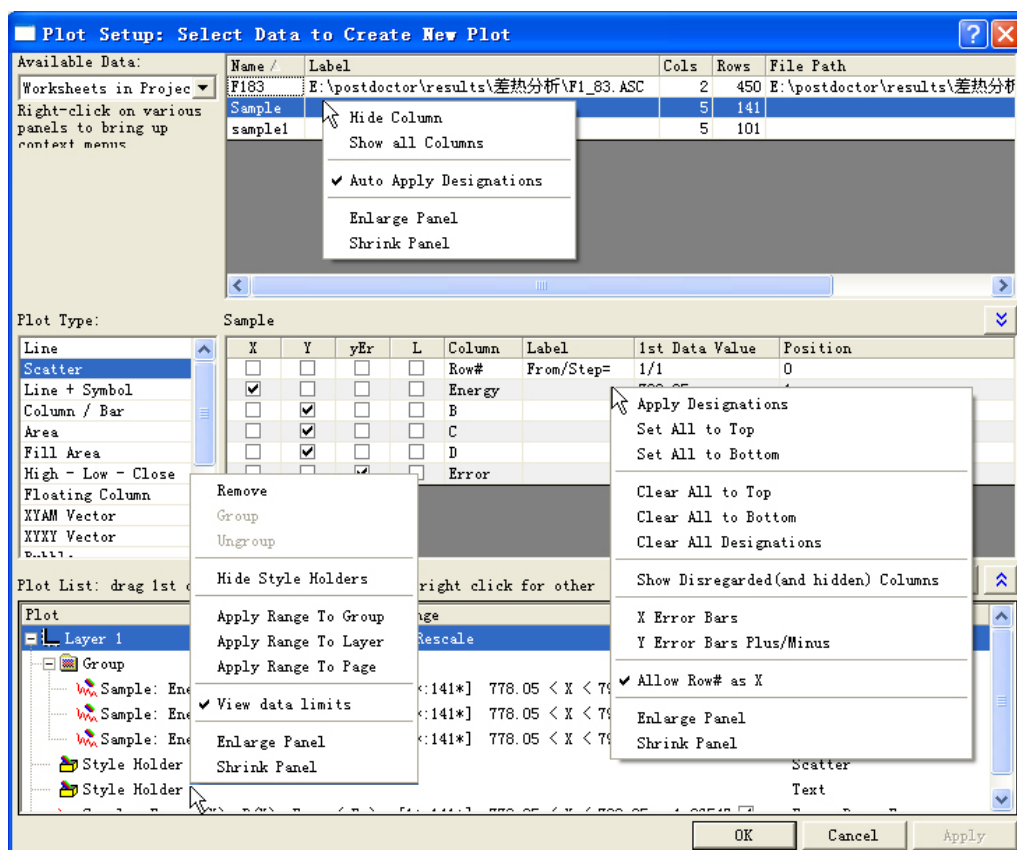 Plot Setup: Select Data to Create New Plot
Available Data:
Worksheets in Projec
Right-click on various
panels to bring up
context menus
Name Label Cols Rows File Path
F183 E:\postdoctor\results\差热分析\F1_83.ASC 2 450 E:\postdoctor\results\差热分析
Sample 5 141
sample1 5 101
Hide Column
Show all Columns
Auto Apply Designations
Enlarge Panel
Shrink Panel
Plot Type:
Line
Scatter
Line + Symbol
Column / Bar
Area
Fill Area
High - Low - Close
Floating Column
XYAM Vector
XYXY Vector
Sample
X Y yEr L Column Label 1st Data Value Position
Row# From/Step= 1/1 0
Energy
B
C
D
Error
Apply Designations
Set All to Top
Set All to Bottom
Clear All to Top
Clear All to Bottom
Clear All Designations
Show Disregarded(and hidden) Columns
X Error Bars
Y Error Bars Plus/Minus
Allow Row# as X
Enlarge Panel
Shrink Panel
Remove
Group
Ungroup
Hide Style Holders
Apply Range To Group
Apply Range To Layer
Apply Range To Page
View data limits
Enlarge Panel
Shrink Panel
Plot List: drag 1st right click for other
Plot
Layer 1 Rescale
Group
Sample: Ene :141*] 778.05 < X < 79
Sample: Ene :141*] 778.05 < X < 79
Sample: Ene :141*] 778.05 < X < 79
Style Holder Scatter
Style Holder Text
OK Cancel Apply